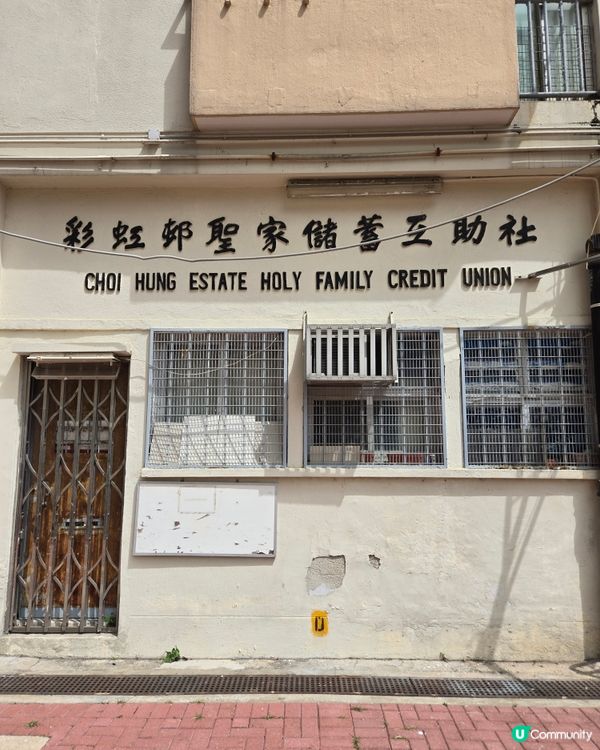 彩虹邨聖家儲蓄互助社
CHOI HUNG ESTATE HOLY FAMILY CREDIT UNION
U Community